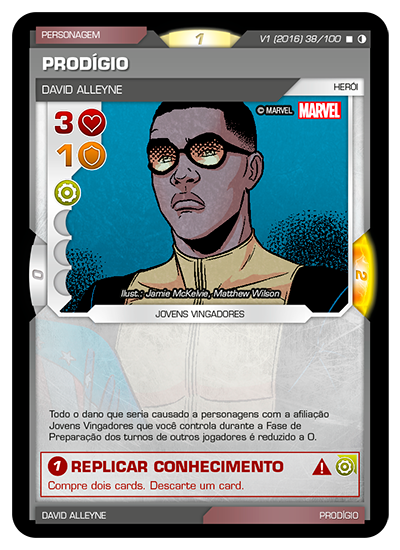 PERSONAGEM
1
V1 (2016) 38/100
PRODÍGIO
DAVID ALLEYNE
HERÓI
3
© MARVEL MARVEL
1
0
2
Ilust.: Jamie McKelvie, Matthew Wilson
JOVENS VINGADORES
Todo o dano que seria causado a personagens com a afiliação
Jovens Vingadores que você controla durante a Fase de
Preparação dos turnos de outros jogadores é reduzido a 0.
1 REPLICAR CONHECIMENTO
Compre dois cards. Descarte um card.
DAVID ALLEYNE
PRODÍGIO